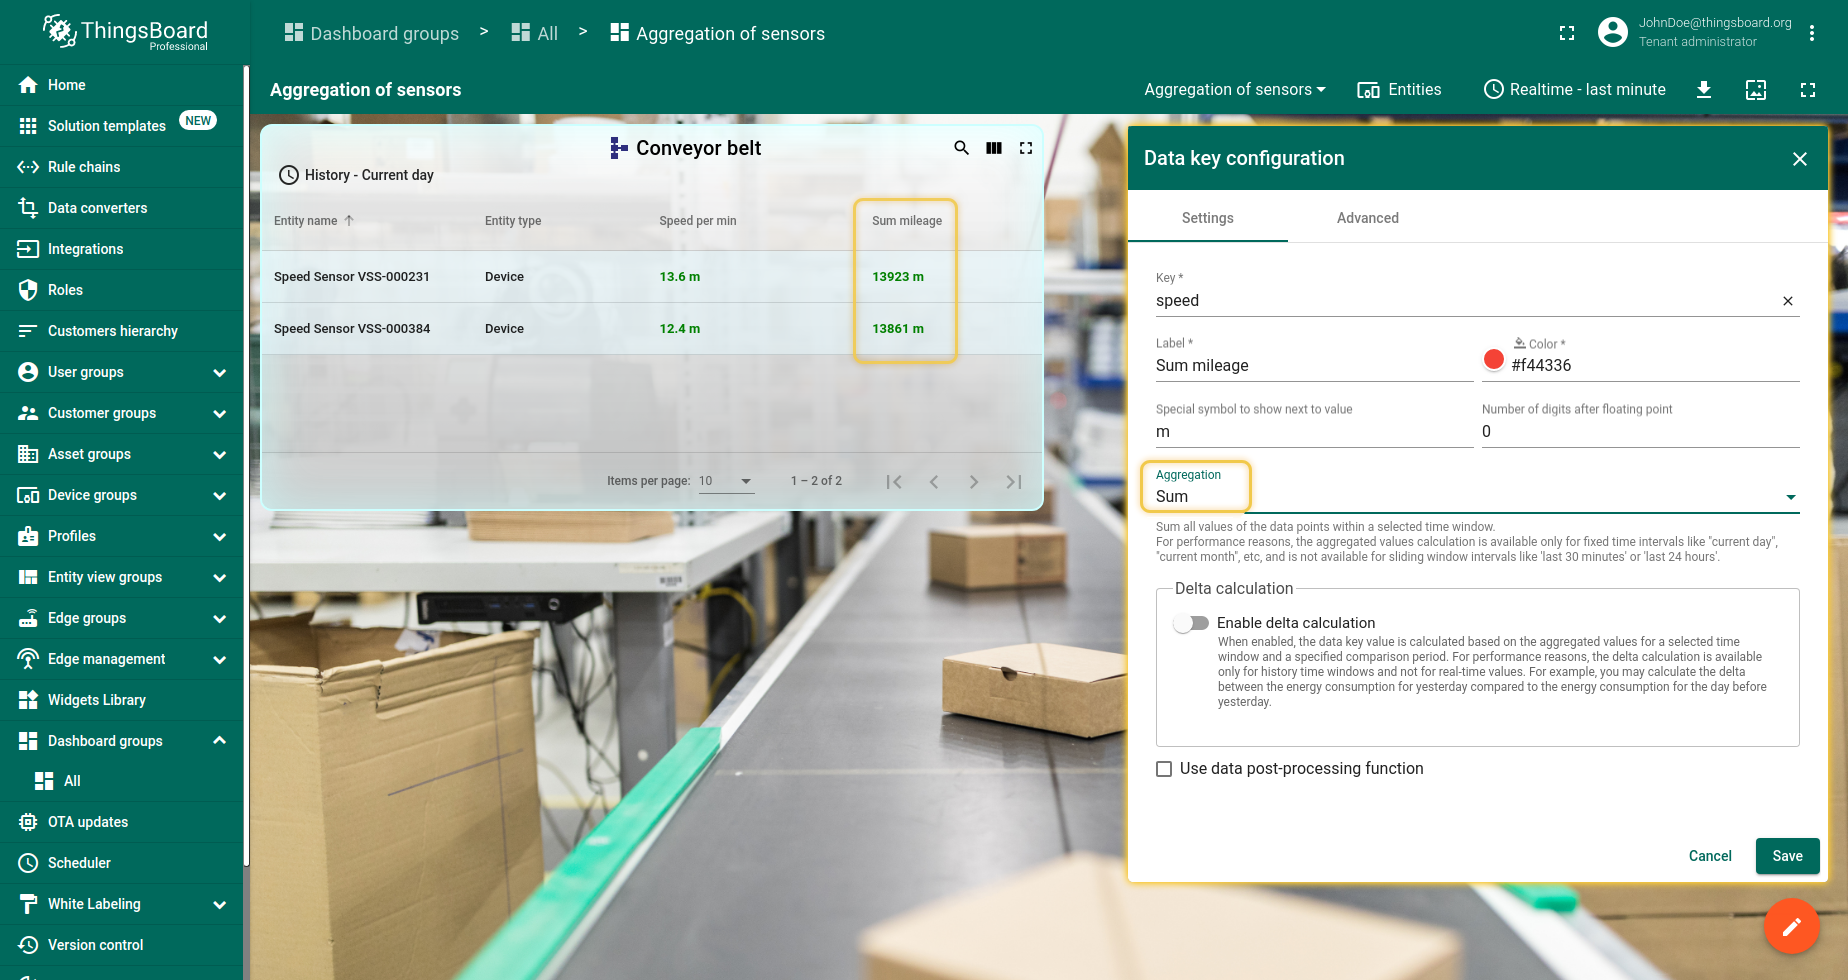 ThingsBoard
Professional
Dashboard groups > All > Aggregation of sensors
JohnDoe@thingsboard.org
Tenant administrator
Home
Solution templates NEW
Rule chains
Data converters
Integrations
Roles
Customers hierarchy
User groups
Customer groups
Asset groups
Device groups
Profiles
Entity view groups
Edge groups
Edge management
Widgets Library
Dashboard groups
All
OTA updates
Scheduler
White Labeling
Version control
Aggregation of sensors
Aggregation of sensors
Entities
Realtime - last minute
Conveyor belt
History - Current day
Entity name Entity type Speed per min Sum mileage
Speed Sensor VSS-000231 Device 13.6 m 13923 m
Speed Sensor VSS-000384 Device 12.4 m 13861 m
Items per page: 10 1 – 2 of 2
Data key configuration
Settings Advanced
Key *
speed
Label *
Sum mileage
Color *
#f44336
Special symbol to show next to value
m
Number of digits after floating point
0
Aggregation
Sum
Sum all values of the data points within a selected time window.
For performance reasons, the aggregated values calculation is available only for fixed time intervals like "current day",
"current month", etc, and is not available for sliding window intervals like 'last 30 minutes' or 'last 24 hours'.
Delta calculation
Enable delta calculation
When enabled, the data key value is calculated based on the aggregated values for a selected time
window and a specified comparison period. For performance reasons, the delta calculation is available
only for history time windows and not for real-time values. For example, you may calculate the delta
between the energy consumption for yesterday compared to the energy consumption for the day before
yesterday.
Use data post-processing function
Cancel Save